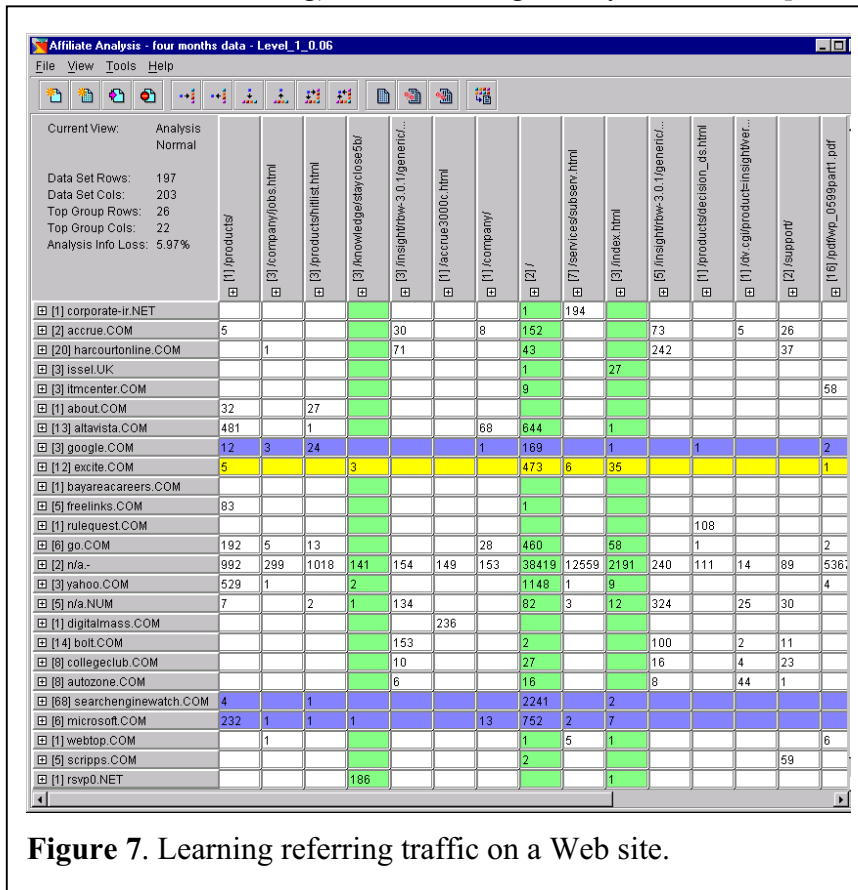 Affiliate Analysis - four months data - Level_1_0.06
File View Tools Help
Current View: Analysis
Normal
Data Set Rows: 197
Data Set Cols: 203
Top Group Rows: 26
Top Group Cols: 22
Analysis Info Loss: 5.97%
[1] /products/
[3] /company/jobs.html
[3] /products/hitlist.html
[3] /knowledge/stayclose5b/
[3] /insight/rbw-3.0.1/generic/...
[1] /accrue3000c.html
[1] /company/
[2] /
[7] /services/subserv.html
[3] /index.html
[5] /insight/rbw-3.0.1/generic/...
[1] /products/decision_ds.html
[1] /dv.cgi/product=insight/ver...
[2] /support/
[16] /pdf/wp_0599part1.pdf
[1] corporate-ir.NET 1 194
[2] accrue.COM 5 30 8 152 73 5 26
[20] harcourtonline.COM 1 71 43 242 37
[3] issel.UK 1 27
[3] itmcenter.COM 9 58
[1] about.COM 32 27
[13] altavista.COM 481 1 68 644 1
[3] google.COM 12 3 24 1 169 1 1 2
[12] excite.COM 5 3 473 6 35 1
[1] bayareacareers.COM
[5] freelinks.COM 83 1
[1] rulequest.COM 108
[6] go.COM 192 5 13 28 460 58 1 2
[2] n/a.- 992 299 1018 141 154 149 153 38419 12559 2191 240 111 14 89 5367
[3] yahoo.COM 529 1 2 1148 1 9 4
[5] n/a.NUM 7 2 1 134 82 3 12 324 25 30
[1] digitalmass.COM 236
[14] bolt.COM 153 2 100 2 11
[8] collegeclub.COM 10 27 16 4 23
[8] autozone.COM 6 16 8 44 1
[68] searchenginewatch.COM 4 1 2241 2
[6] microsoft.COM 232 1 1 1 13 752 2 7
[1] webtop.COM 1 1 5 1 6
[5] scripps.COM 2 59
[1] rsvp0.NET 186 1
Figure 7. Learning referring traffic on a Web site.